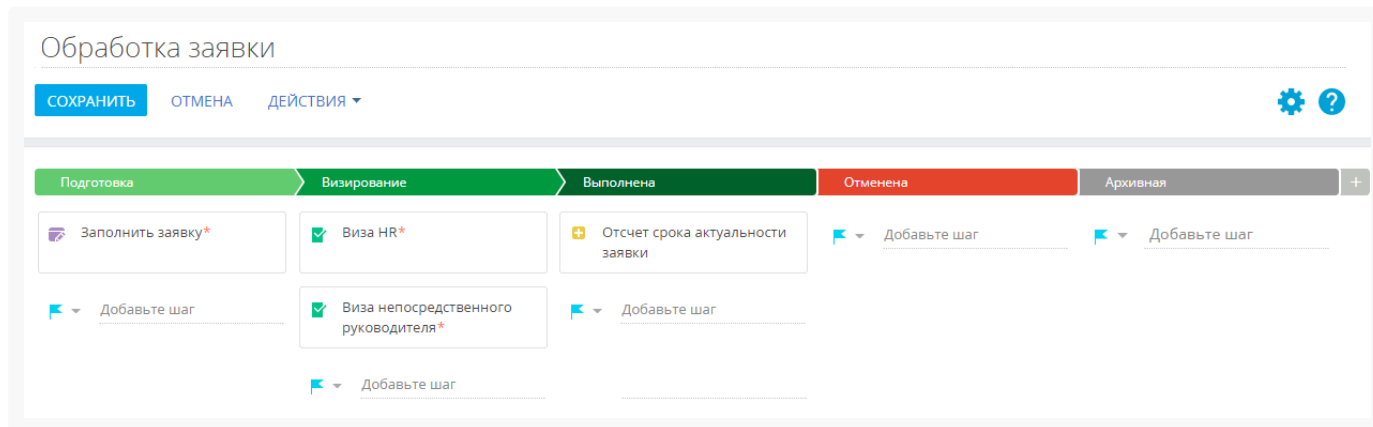 Обработка заявки
СОХРАНИТЬ ОТМЕНА ДЕЙСТВИЯ
Подготовка Визирование Выполнена Отменена Архивная +
Заполнить заявку* Виза HR* Отсчет срока актуальности
заявки
Добавьте шаг Добавьте шаг
Добавьте шаг Виза непосредственного
руководителя* Добавьте шаг
Добавьте шаг